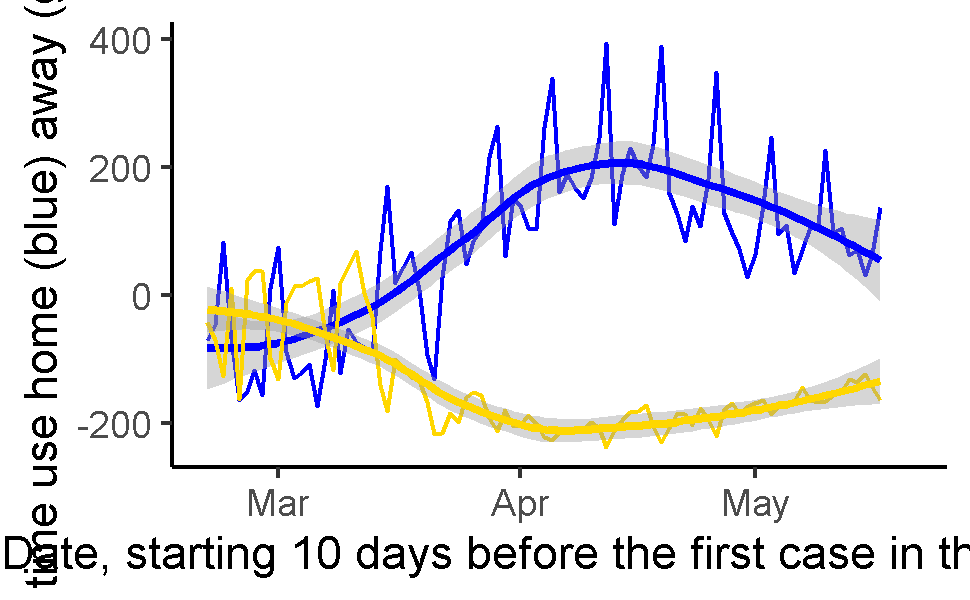 time use home (blue) away (
400
200
0
-200
Mar Apr May
Date, starting 10 days before the first case in th